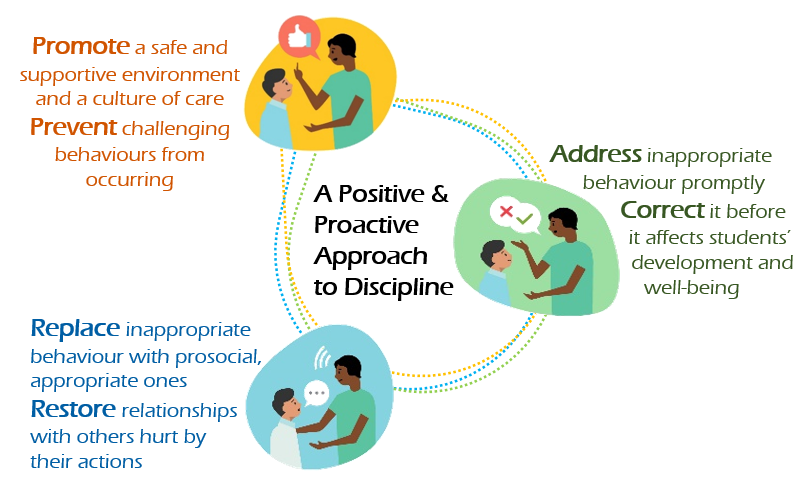 Promote a safe and
supportive environment
and a culture of care
Prevent challenging
behaviours from
occurring
A Positive &
Proactive
Approach
to Discipline
Address inappropriate
behaviour promptly
Correct it before
it affects students’
development and
well-being
Replace inappropriate
behaviour with prosocial,
appropriate ones
Restore relationships
with others hurt by
their actions